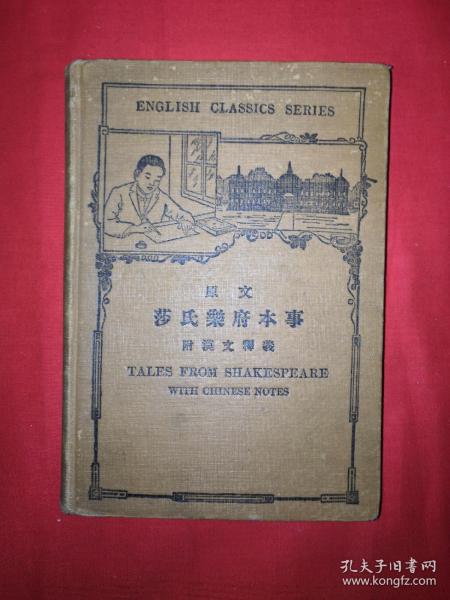 ENGLISH CLASSICS SERIES
原文
莎氏樂府本事
附漢文釋義
TALES FROM SHAKESPEARE
WITH CHINESE NOTES
孔夫子旧书网
www.kongfz.com